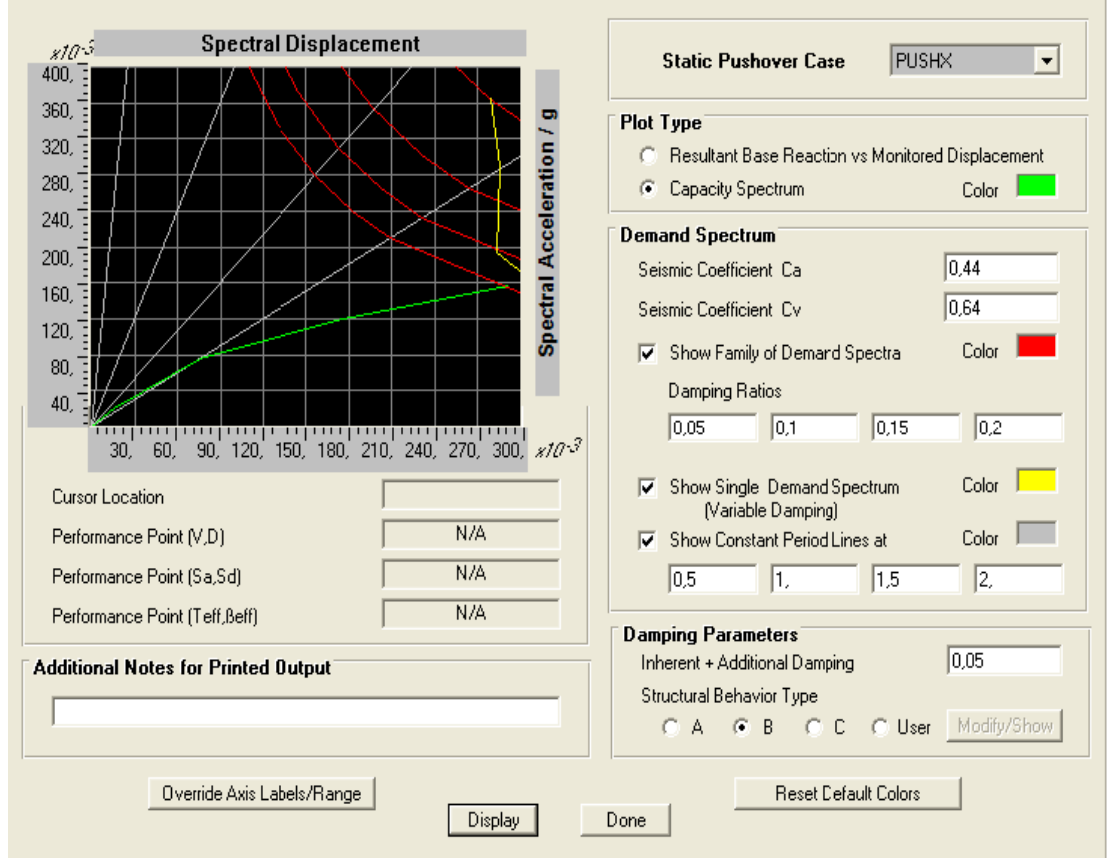 x10-3
Spectral Displacement
400,
360,
320,
280,
240,
200,
160,
120,
80,
40,
Spectral Acceleration / g
30, 60, 90, 120, 150, 180, 210, 240, 270, 300, x10-3
Cursor Location
Performance Point (V,D) N/A
Performance Point (Sa,Sd) N/A
Performance Point (Teff,ßeff) N/A
Additional Notes for Printed Output
Static Pushover Case PUSHX
Plot Type
Resultant Base Reaction vs Monitored Displacement
Capacity Spectrum Color
Demand Spectrum
Seismic Coefficient Ca 0,44
Seismic Coefficient Cv 0,64
Show Family of Demand Spectra Color
Damping Ratios
0,05 0,1 0,15 0,2
Show Single Demand Spectrum Color
(Variable Damping)
Show Constant Period Lines at Color
0,5 1, 1,5 2,
Damping Parameters
Inherent + Additional Damping 0,05
Structural Behavior Type
A B C User Modify/Show
Override Axis Labels/Range
Reset Default Colors
Display Done